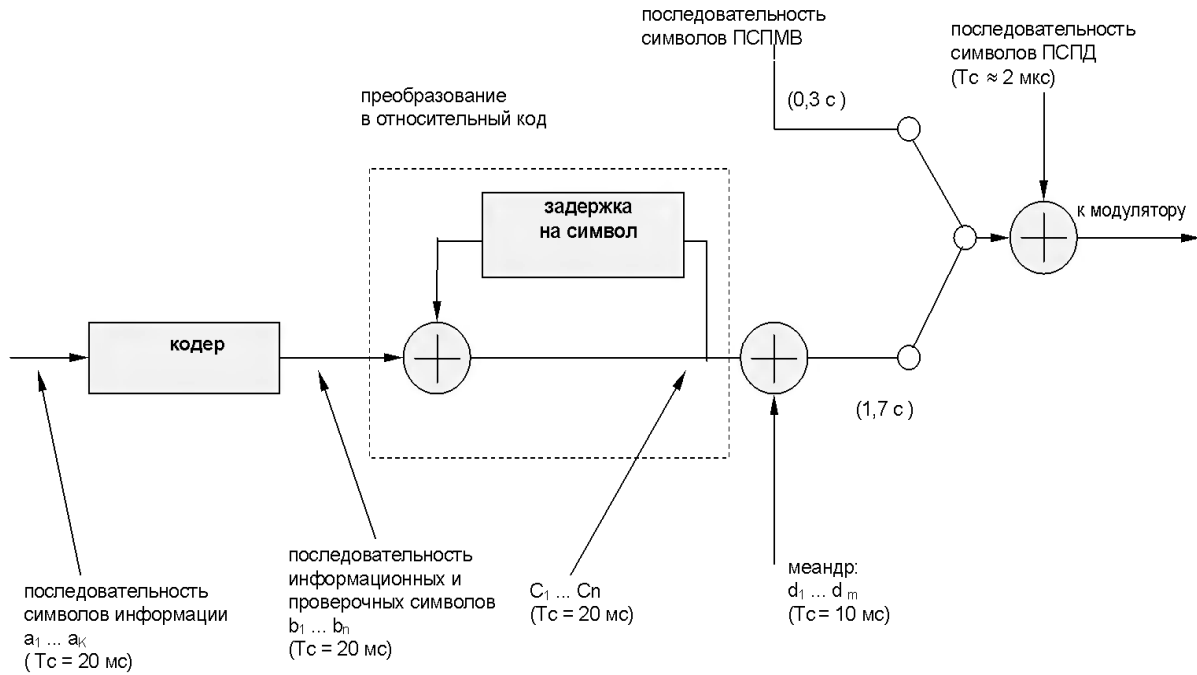 последовательность
символов ПСПМВ
последовательность
символов ПСПД
(Тс ≈ 2 мкс)
(0,3 с )
преобразование
в относительный код
задержка
на символ
к модулятору
кодер
(1,7 с )
последовательность
символов информации
a₁ ... aK
( Тс = 20 мс)
последовательность
информационных и
проверочных символов
b₁ ... bn
(Тс = 20 мс)
C₁ ... Cn
(Тс = 20 мс)
меандр:
d₁ ... d m
(Тс = 10 мс)